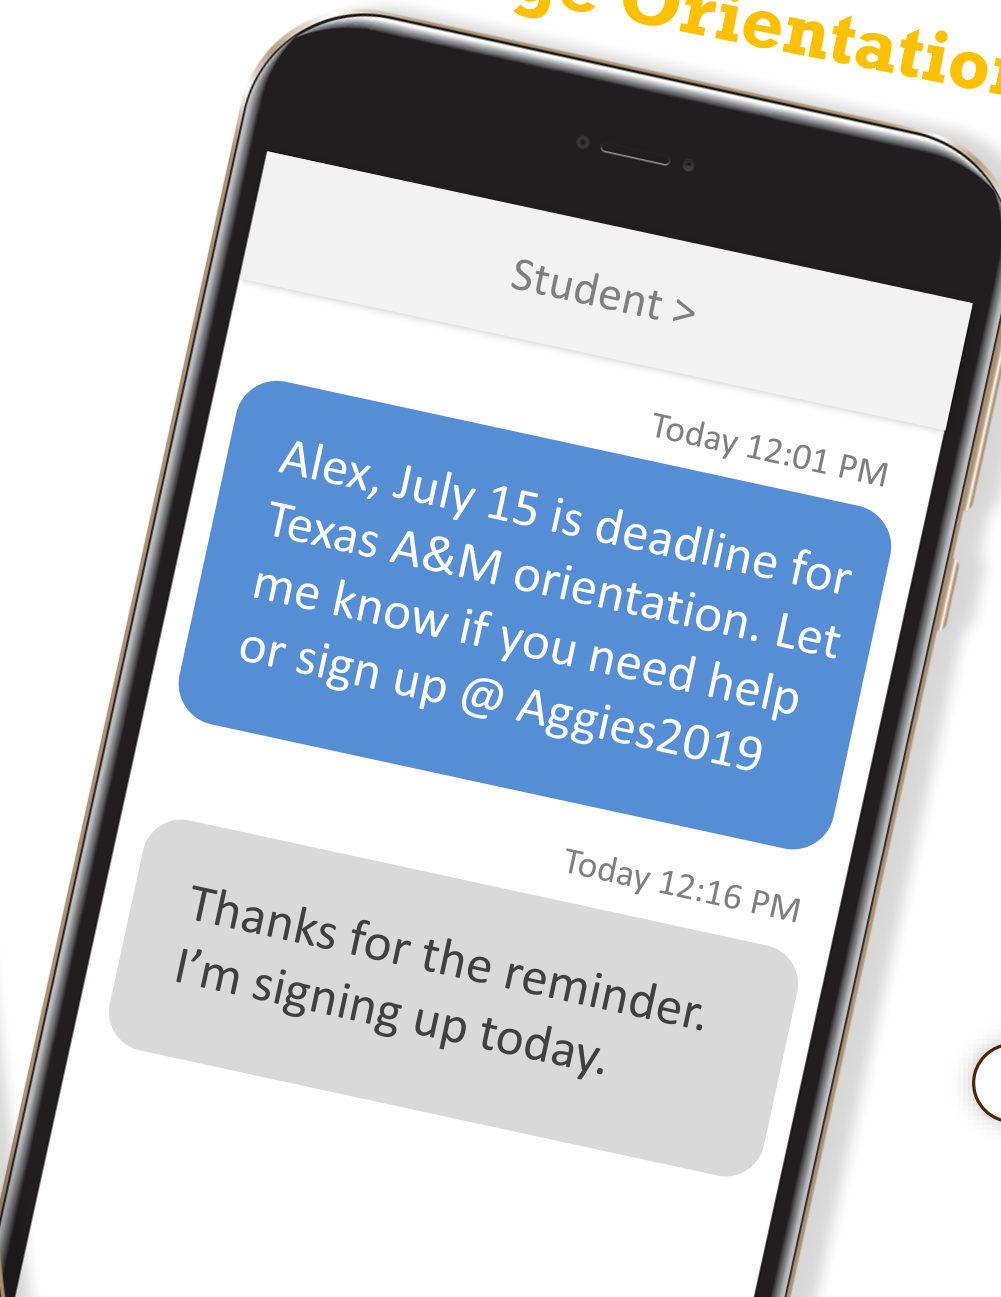 Orientation
Student >
Today 12:01 PM
Alex, July 15 is deadline for
Texas A&M orientation. Let
me know if you need help
or sign up @ Aggies2019
Today 12:16 PM
Thanks for the reminder.
I’m signing up today.